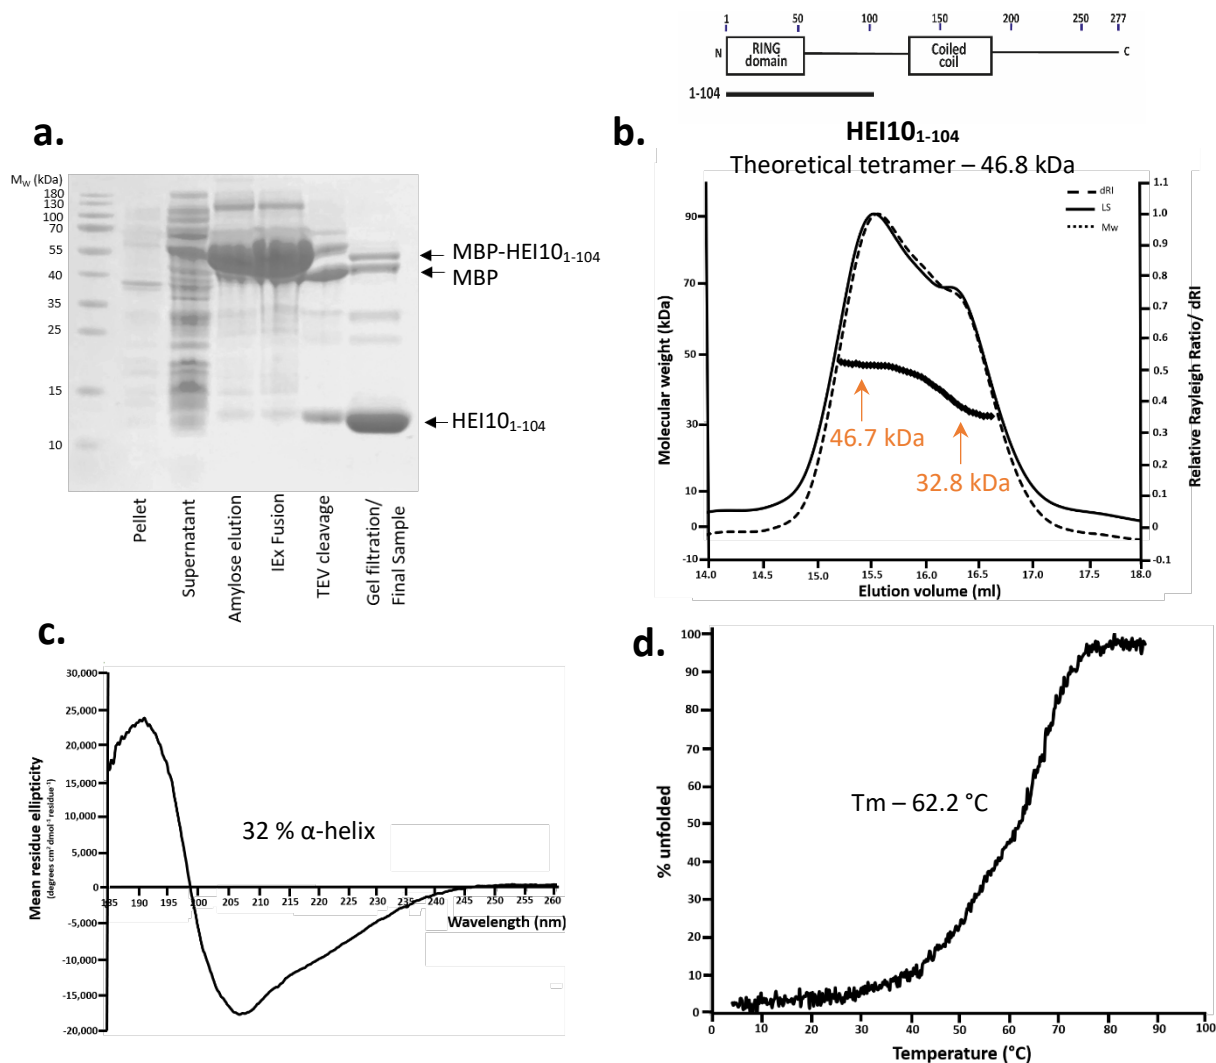 1 50 100 150 200 250 277
N RING domain Coiled coil C
1-104
a.
Mw (kDa)
180
130
100
70
55
40
35
25
15
10
MBP-HEI10₁₋₁₀₄
MBP
HEI10₁₋₁₀₄
Pellet
Supernatant
Amylose elution
IEx Fusion
TEV cleavage
Gel filtration/
Final Sample
b.
HEI10₁₋₁₀₄
Theoretical tetramer – 46.8 kDa
dRI
LS
Mw
Molecular weight (kDa)
90
70
50
30
10
0
-10
46.7 kDa
32.8 kDa
1.1
1.0
0.9
0.8
0.7
0.6
0.5
0.4
0.3
0.2
0.1
0
-0.1
Relative Rayleigh Ratio/ dRI
14.0 14.5 15.0 15.5 16.0 16.5 17.0 17.5 18.0
Elution volume (ml)
c.
Mean residue ellipticity
(degrees cm² dmol⁻¹ residue⁻¹)
30,000
25,000
20,000
15,000
10,000
5,000
0
-5,000
-10,000
-15,000
-20,000
32 % α-helix
185 190 195 200 205 210 215 220 225 230 235 240 245 250 255 260
Wavelength (nm)
d.
% unfolded
100
90
80
70
60
50
40
30
20
10
0
Tm – 62.2 °C
0 10 20 30 40 50 60 70 80 90 100
Temperature (°C)